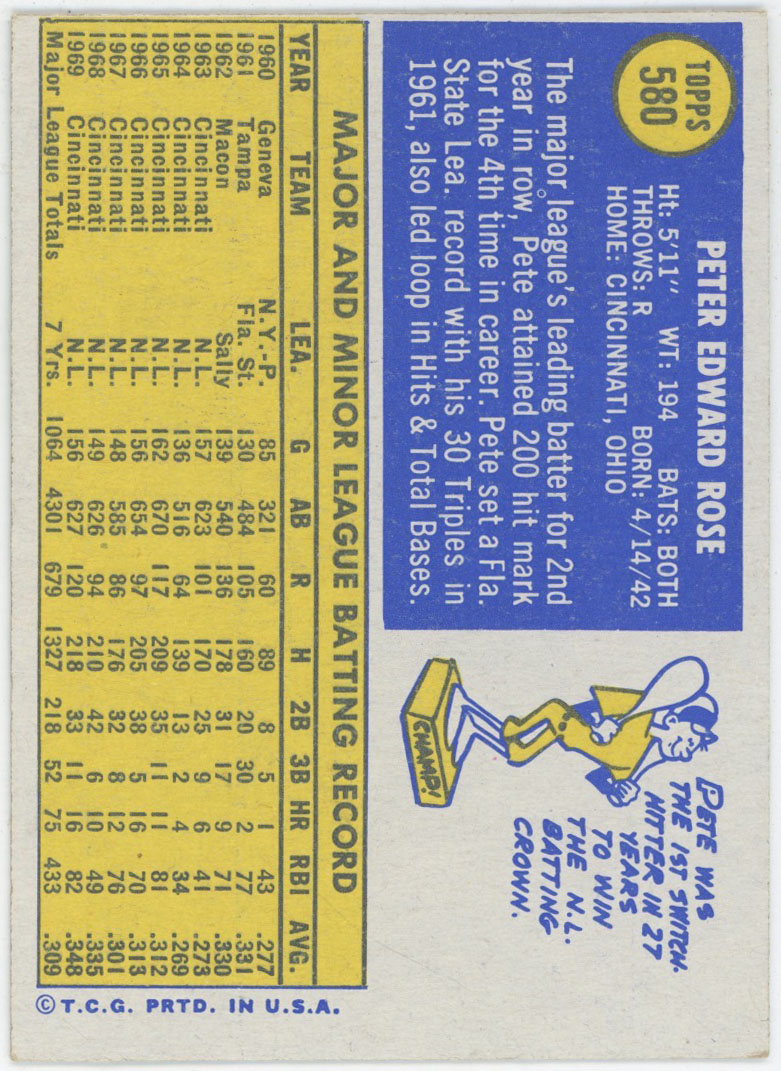 TOPPS
580
PETER EDWARD ROSE
Ht: 5'11" WT: 194 BATS: BOTH
THROWS: R BORN: 4/14/42
HOME: CINCINNATI, OHIO
The major league's leading batter for 2nd
year in row, Pete attained 200 hit mark
for the 4th time in career. Pete set a Fla.
State Lea. record with his 30 Triples in
1961, also led loop in Hits & Total Bases.
PETE WAS
THE 1ST SWITCH-
HITTER IN 27
YEARS
TO WIN
THE N.L.
BATTING
CROWN.
CHAMP!
MAJOR AND MINOR LEAGUE BATTING RECORD
YEAR TEAM LEA. G AB R H 2B 3B HR RBI AVG.
1960 Geneva N.Y.-P. 85 321 60 89 8 5 1 43 .277
1961 Tampa Fla. St. 130 484 105 160 20 30 2 77 .331
1962 Macon Sally 139 540 136 178 31 17 9 71 .330
1963 Cincinnati N.L. 157 623 101 170 25 9 6 41 .273
1964 Cincinnati N.L. 136 516 64 139 13 2 4 34 .269
1965 Cincinnati N.L. 162 670 117 209 35 11 11 81 .312
1966 Cincinnati N.L. 156 654 97 205 38 5 16 70 .313
1967 Cincinnati N.L. 148 585 86 176 32 8 12 76 .301
1968 Cincinnati N.L. 149 626 94 210 42 6 10 49 .335
1969 Cincinnati N.L. 156 627 120 218 33 11 16 82 .348
Major League Totals 7 Yrs. 1064 4301 679 1327 218 52 75 433 .309
© T.C.G. PRTD. IN U.S.A.